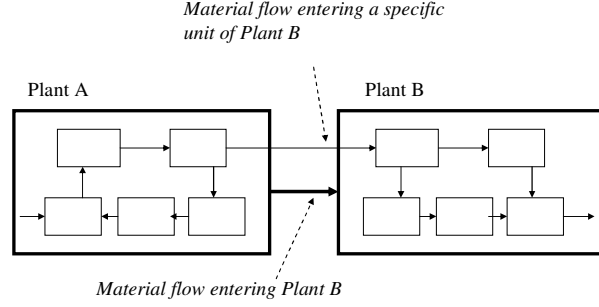 Material flow entering a specific
unit of Plant B
Plant A
Plant B
Material flow entering Plant B